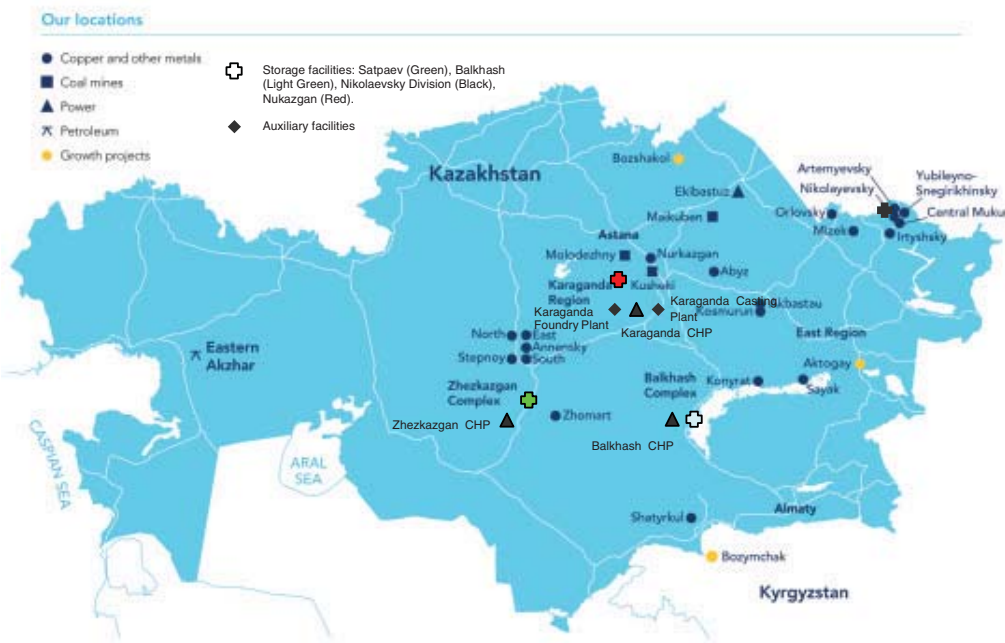 Our locations
Copper and other metals
Coal mines
Power
Petroleum
Growth projects
Storage facilities: Satpaev (Green), Balkhash
(Light Green), Nikolaevsky Division (Black),
Nukazgan (Red).
Auxiliary facilities
Kazakhstan
Bozshakol
Ekibastuz
Maikuben
Astana
Molodezhny
Nurkazgan
Abyz
Karaganda
Region
Kusheki
Artemyevsky
Nikolayevsky
Yubileyno-
Snegirikhinsky
Orlovsky
Central Muku
Mizek
Irtyshsky
Karaganda
Foundry Plant
Karaganda Casting
Plant
Karaganda CHP
Kosmurun
Akbastau
East Region
North
East
Annensky
Stepnoy
South
Eastern
Akzhar
Aktogay
Zhezkazgan
Complex
Balkhash
Complex
Konyrat
Sayak
Zhezkazgan CHP
Zhomart
Balkhash CHP
CASPIAN SEA
ARAL
SEA
Shatyrkul
Almaty
Bozymchak
Kyrgyzstan